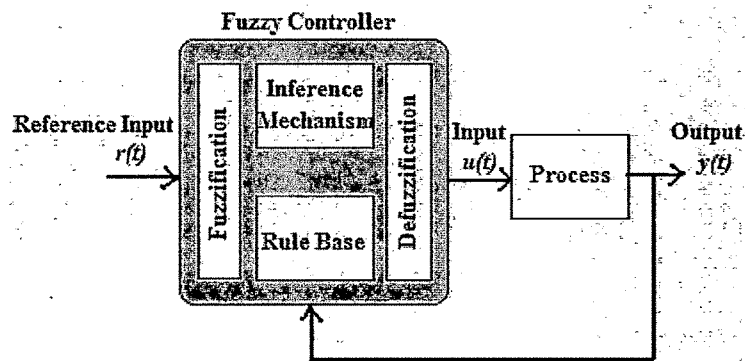 Fuzzy Controller
Fuzzification
Inference
Mechanism
Rule Base
Defuzzification
Reference Input
r(t)
Input
u(t)
Process
Output
y(t)